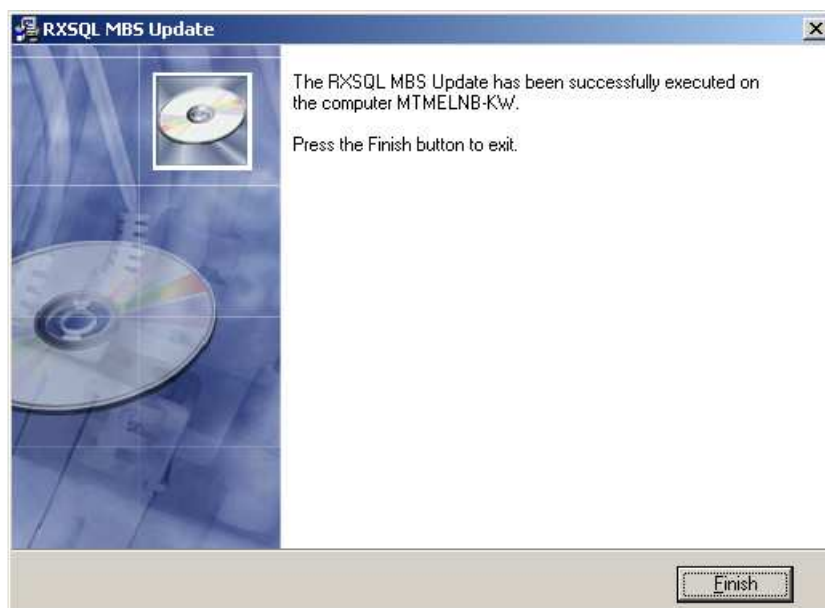 RXSQL MBS Update
The RXSQL MBS Update has been successfully executed on
the computer MTMELNB-KW.
Press the Finish button to exit.
Finish